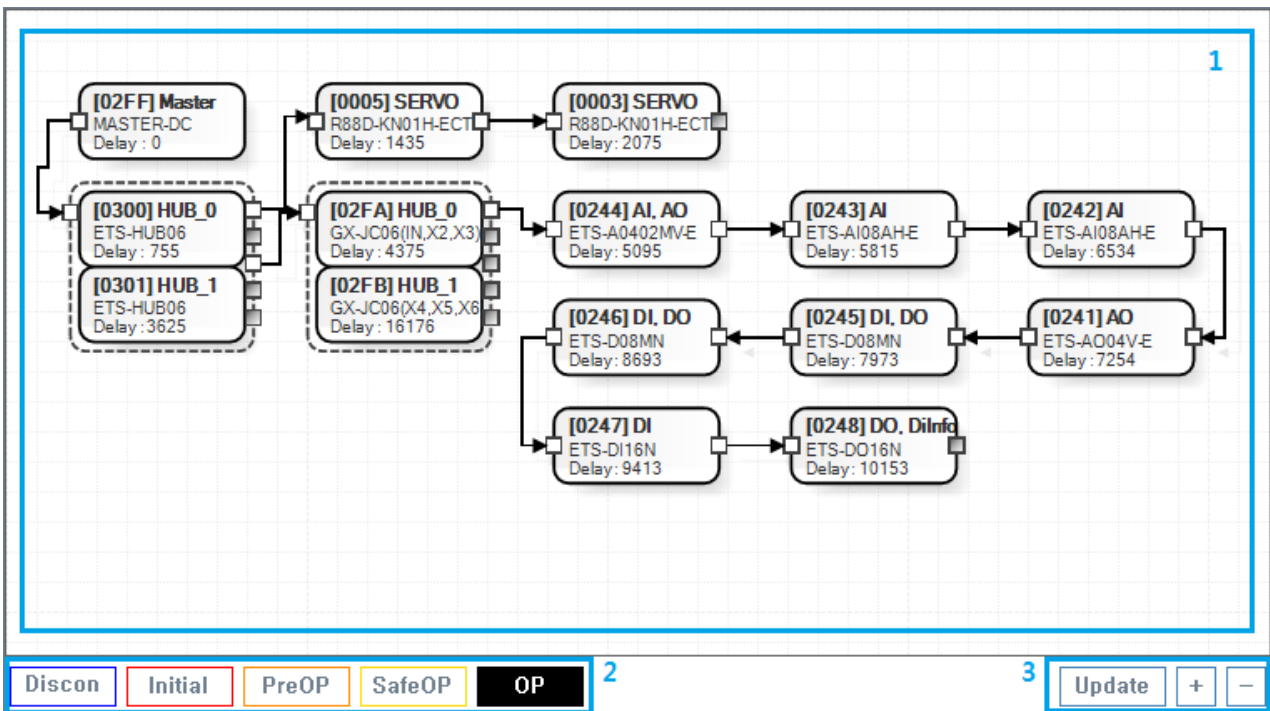 1
[02FF] Master
MASTER-DC
Delay : 0
[0005] SERVO
R88D-KN01H-ECT
Delay : 1435
[0003] SERVO
R88D-KN01H-ECT
Delay: 2075
[0300] HUB_0
ETS-HUB06
Delay : 755
[0301] HUB_1
ETS-HUB06
Delay : 3625
[02FA] HUB_0
GX-JC06(IN,X2,X3)
Delay : 4375
[02FB] HUB_1
GX-JC06(X4,X5,X6
Delay : 16176
[0244] AI, AO
ETS-A0402MV-E
Delay : 5095
[0243] AI
ETS-AI08AH-E
Delay : 5815
[0242] AI
ETS-AI08AH-E
Delay : 6534
[0246] DI, DO
ETS-D08MN
Delay : 8693
[0245] DI, DO
ETS-D08MN
Delay : 7973
[0241] AO
ETS-AO04V-E
Delay : 7254
[0247] DI
ETS-DI16N
Delay : 9413
[0248] DO, DiInfo
ETS-DO16N
Delay : 10153
Discon Initial PreOP SafeOP OP 2
3 Update + −